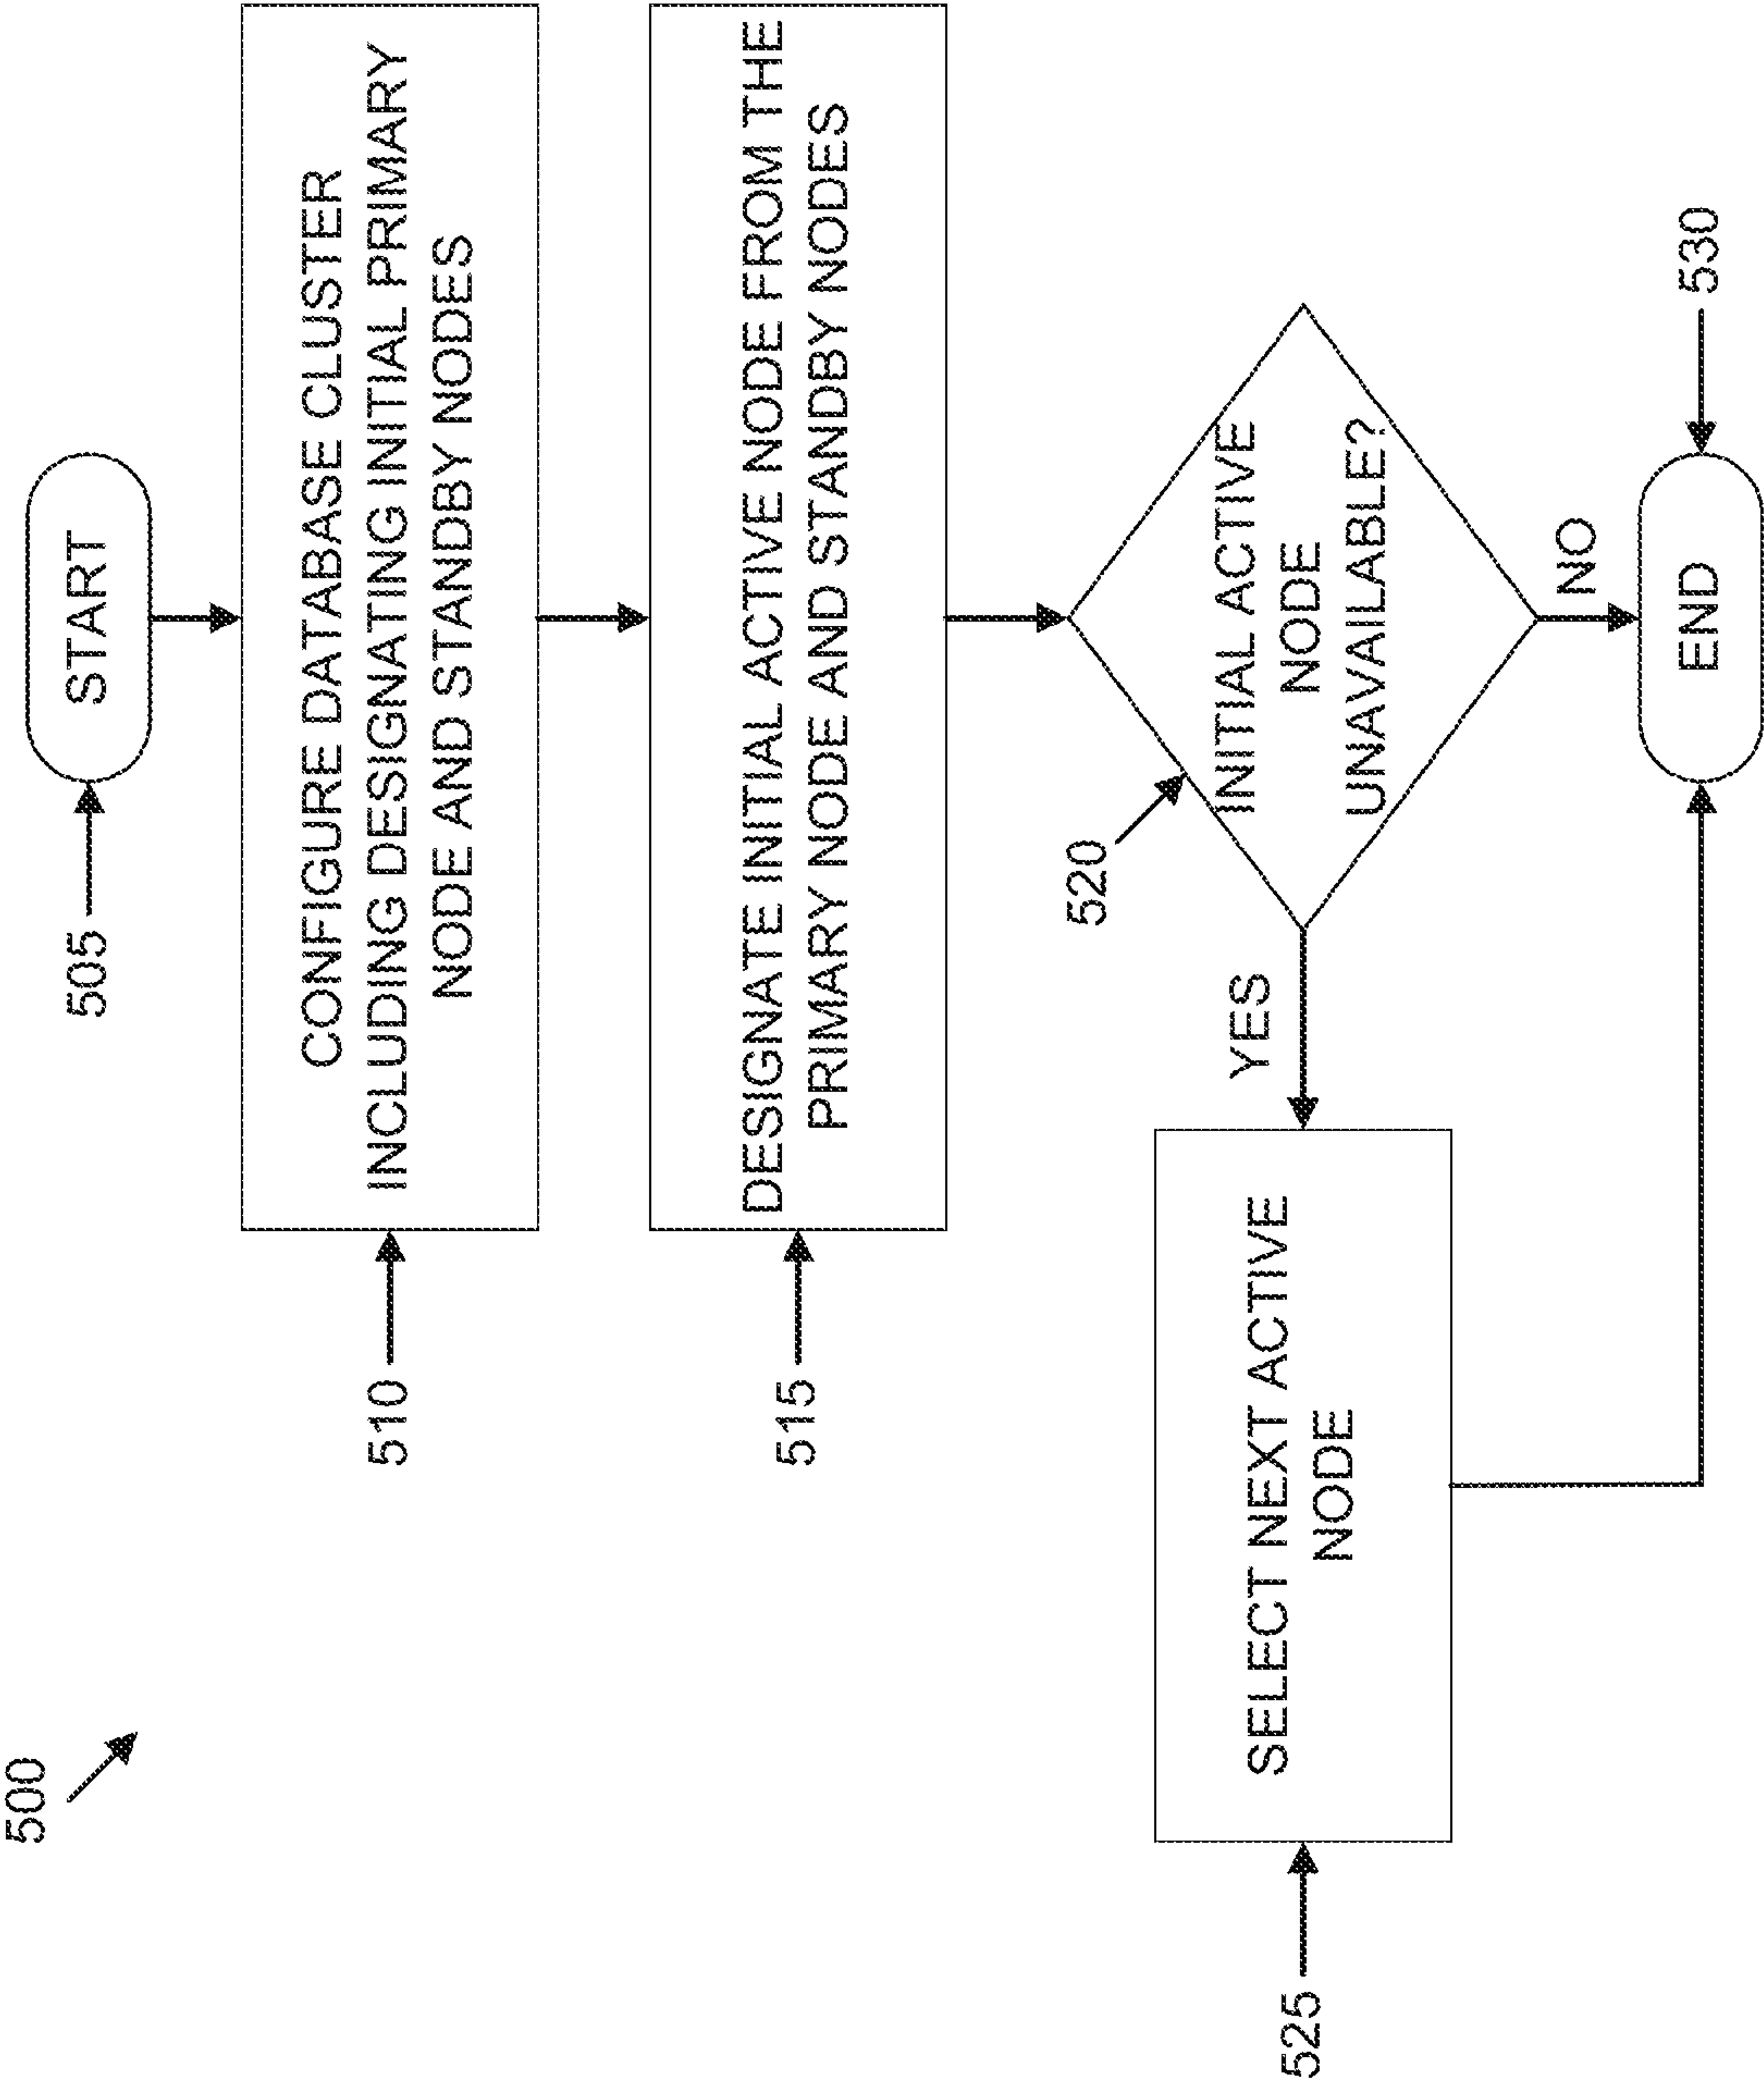 500
505
START
510
CONFIGURE DATABASE CLUSTER
INCLUDING DESIGNATING INITIAL PRIMARY
NODE AND STANDBY NODES
515
DESIGNATE INITIAL ACTIVE NODE FROM THE
PRIMARY NODE AND STANDBY NODES
520
INITIAL ACTIVE
NODE
UNAVAILABLE?
YES
NO
525
SELECT NEXT ACTIVE
NODE
END
530